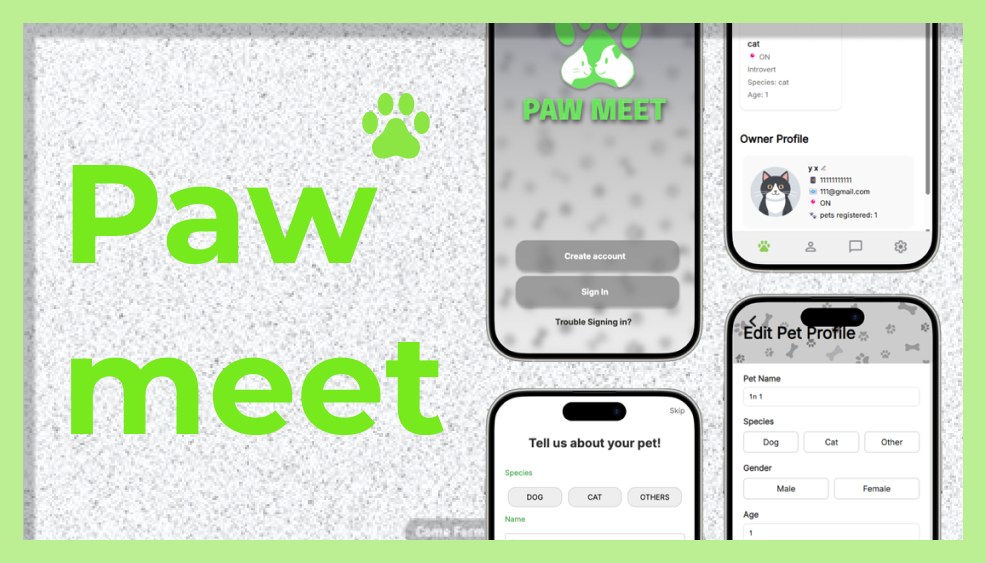 Paw
meet
PAW MEET
Create account
Sign In
Trouble Signing in?
cat
ON
Introvert
Species: cat
Age: 1
Owner Profile
y x
11111111111
111@gmail.com
ON
pets registered: 1
Skip
Tell us about your pet!
Species
DOG CAT OTHERS
Name
Edit Pet Profile
Pet Name
1n 1
Species
Dog Cat Other
Gender
Male Female
Age
1